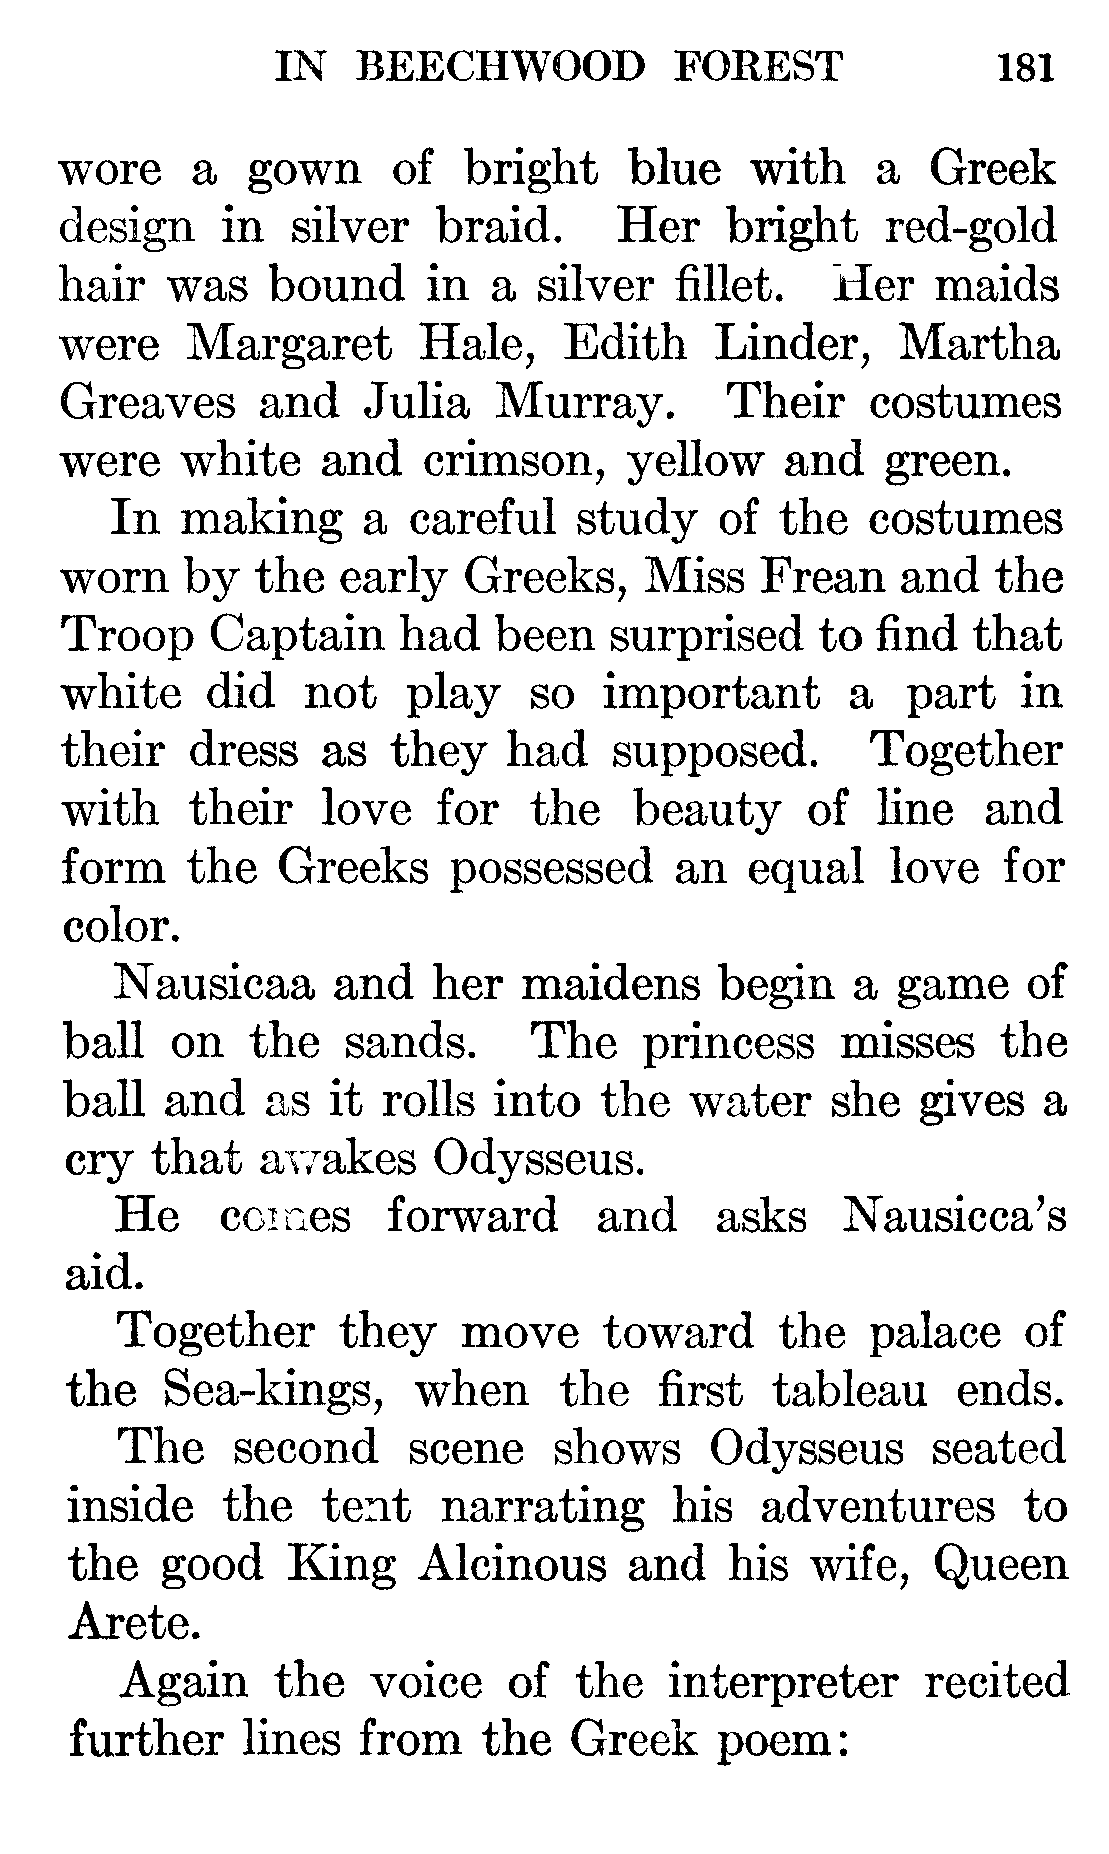 IN BEECHWOOD FOREST 181
wore a gown of bright blue with a Greek
design in silver braid. Her bright red-gold
hair was bound in a silver fillet. Her maids
were Margaret Hale, Edith Linder, Martha
Greaves and Julia Murray. Their costumes
were white and crimson, yellow and green.
In making a careful study of the costumes
worn by the early Greeks, Miss Frean and the
Troop Captain had been surprised to find that
white did not play so important a part in
their dress as they had supposed. Together
with their love for the beauty of line and
form the Greeks possessed an equal love for
color.
Nausicaa and her maidens begin a game of
ball on the sands. The princess misses the
ball and as it rolls into the water she gives a
cry that awakes Odysseus.
He comes forward and asks Nausicca's
aid.
Together they move toward the palace of
the Sea-kings, when the first tableau ends.
The second scene shows Odysseus seated
inside the tent narrating his adventures to
the good King Alcinous and his wife, Queen
Arete.
Again the voice of the interpreter recited
further lines from the Greek poem: